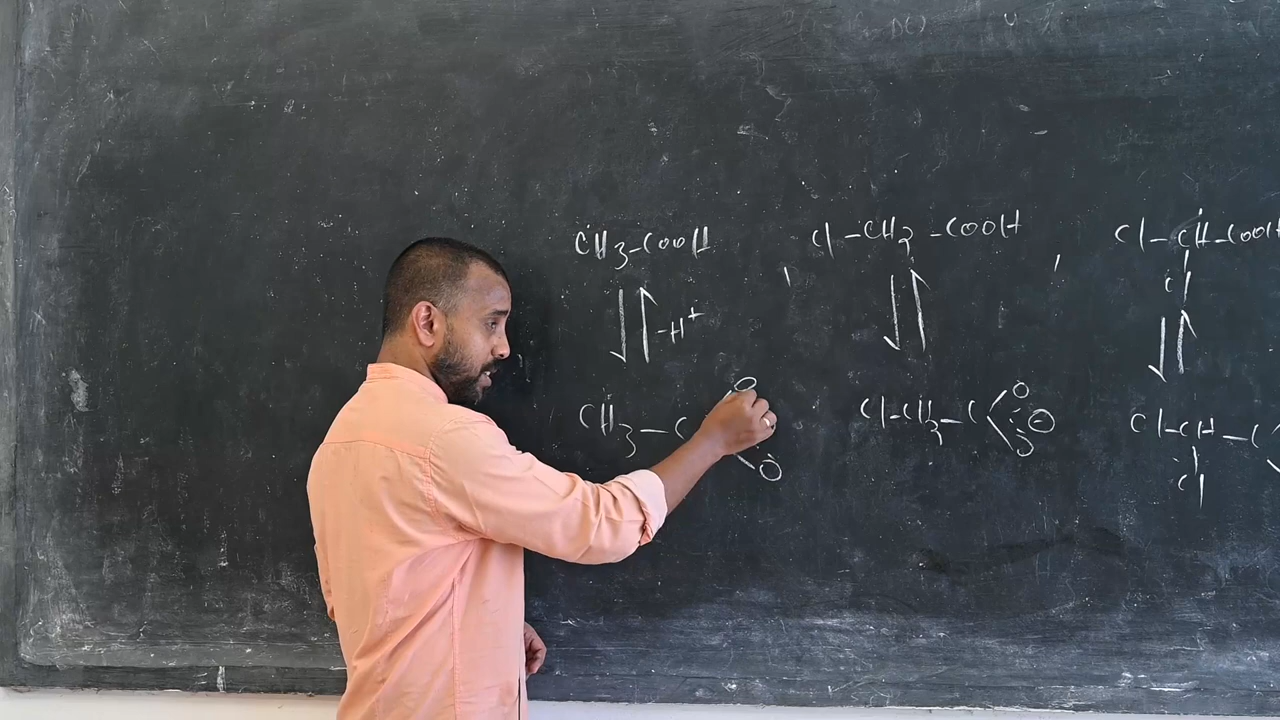 CH3-COOH
Cl-CH2-COOH
Cl-CH-COOH
Cl
-H+
CH3-C
O
O
Cl-CH2-C
O
O
Cl-CH-C
Cl